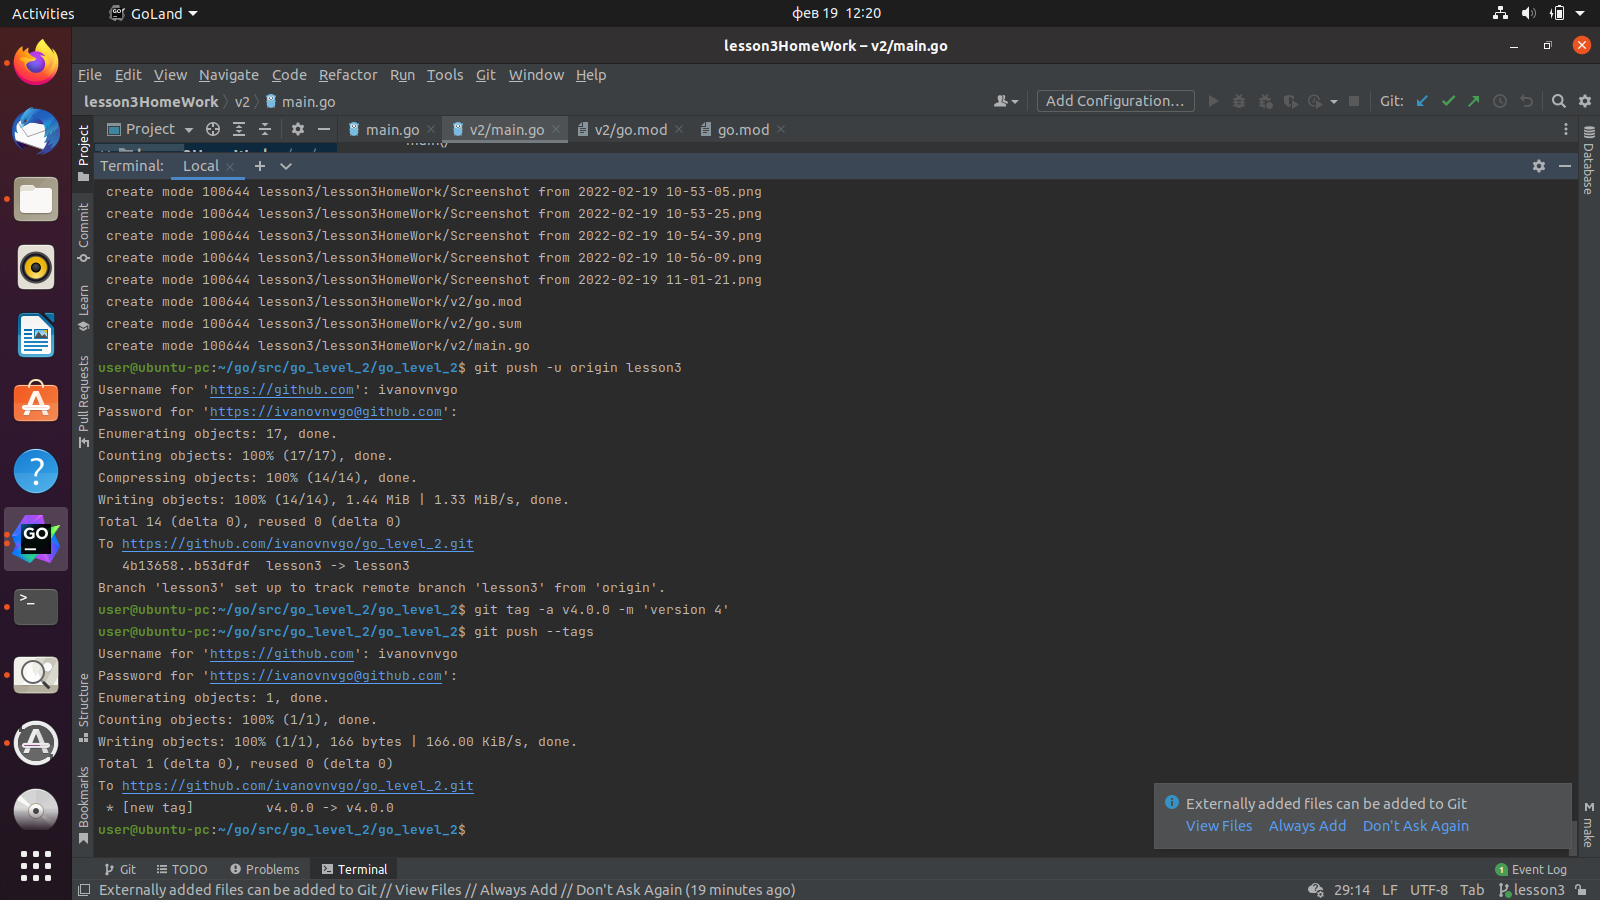 Activities GoLand фев 19 12:20
lesson3HomeWork – v2/main.go
File Edit View Navigate Code Refactor Run Tools Git Window Help
lesson3HomeWork v2 main.go Add Configuration... Git:
Project main.go v2/main.go v2/go.mod go.mod
Terminal: Local
create mode 100644 lesson3/lesson3HomeWork/Screenshot from 2022-02-19 10-53-05.png
create mode 100644 lesson3/lesson3HomeWork/Screenshot from 2022-02-19 10-53-25.png
create mode 100644 lesson3/lesson3HomeWork/Screenshot from 2022-02-19 10-54-39.png
create mode 100644 lesson3/lesson3HomeWork/Screenshot from 2022-02-19 10-56-09.png
create mode 100644 lesson3/lesson3HomeWork/Screenshot from 2022-02-19 11-01-21.png
create mode 100644 lesson3/lesson3HomeWork/v2/go.mod
create mode 100644 lesson3/lesson3HomeWork/v2/go.sum
create mode 100644 lesson3/lesson3HomeWork/v2/main.go
user@ubuntu-pc:~/go/src/go_level_2/go_level_2$ git push -u origin lesson3
Username for 'https://github.com': ivanovnvgo
Password for 'https://ivanovnvgo@github.com':
Enumerating objects: 17, done.
Counting objects: 100% (17/17), done.
Compressing objects: 100% (14/14), done.
Writing objects: 100% (14/14), 1.44 MiB | 1.33 MiB/s, done.
Total 14 (delta 0), reused 0 (delta 0)
To https://github.com/ivanovnvgo/go_level_2.git
4b13658..b53dfdf lesson3 -> lesson3
Branch 'lesson3' set up to track remote branch 'lesson3' from 'origin'.
user@ubuntu-pc:~/go/src/go_level_2/go_level_2$ git tag -a v4.0.0 -m 'version 4'
user@ubuntu-pc:~/go/src/go_level_2/go_level_2$ git push --tags
Username for 'https://github.com': ivanovnvgo
Password for 'https://ivanovnvgo@github.com':
Enumerating objects: 1, done.
Counting objects: 100% (1/1), done.
Writing objects: 100% (1/1), 166 bytes | 166.00 KiB/s, done.
Total 1 (delta 0), reused 0 (delta 0)
To https://github.com/ivanovnvgo/go_level_2.git
* [new tag] v4.0.0 -> v4.0.0
user@ubuntu-pc:~/go/src/go_level_2/go_level_2$
Externally added files can be added to Git
View Files Always Add Don't Ask Again
Project
Commit
Learn
Pull Requests
Structure
Bookmarks
Database
make
GO
Git TODO Problems Terminal Event Log
Externally added files can be added to Git // View Files // Always Add // Don't Ask Again (19 minutes ago) 29:14 LF UTF-8 Tab lesson3